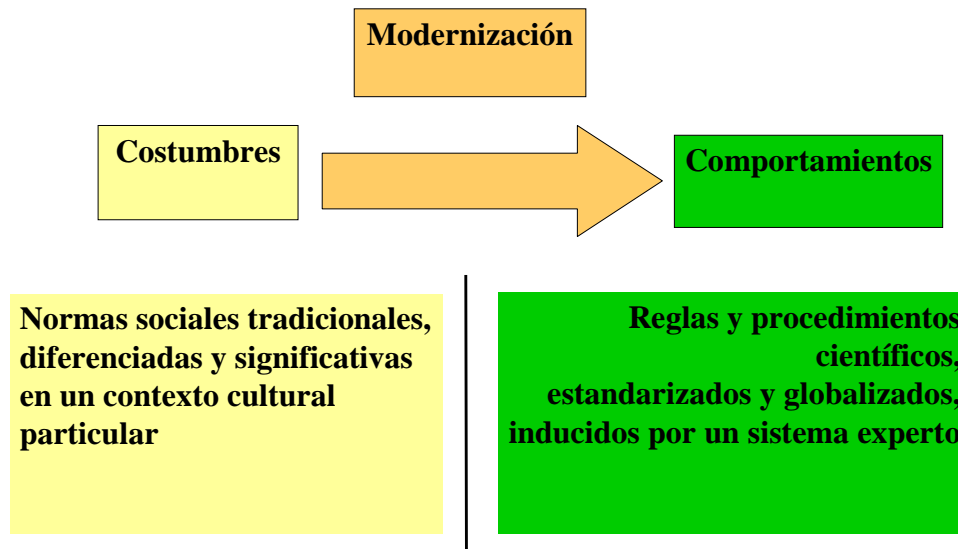 Modernización
Costumbres
Comportamientos
Normas sociales tradicionales,
diferenciadas y significativas
en un contexto cultural
particular
Reglas y procedimientos
científicos,
estandarizados y globalizados,
inducidos por un sistema experto